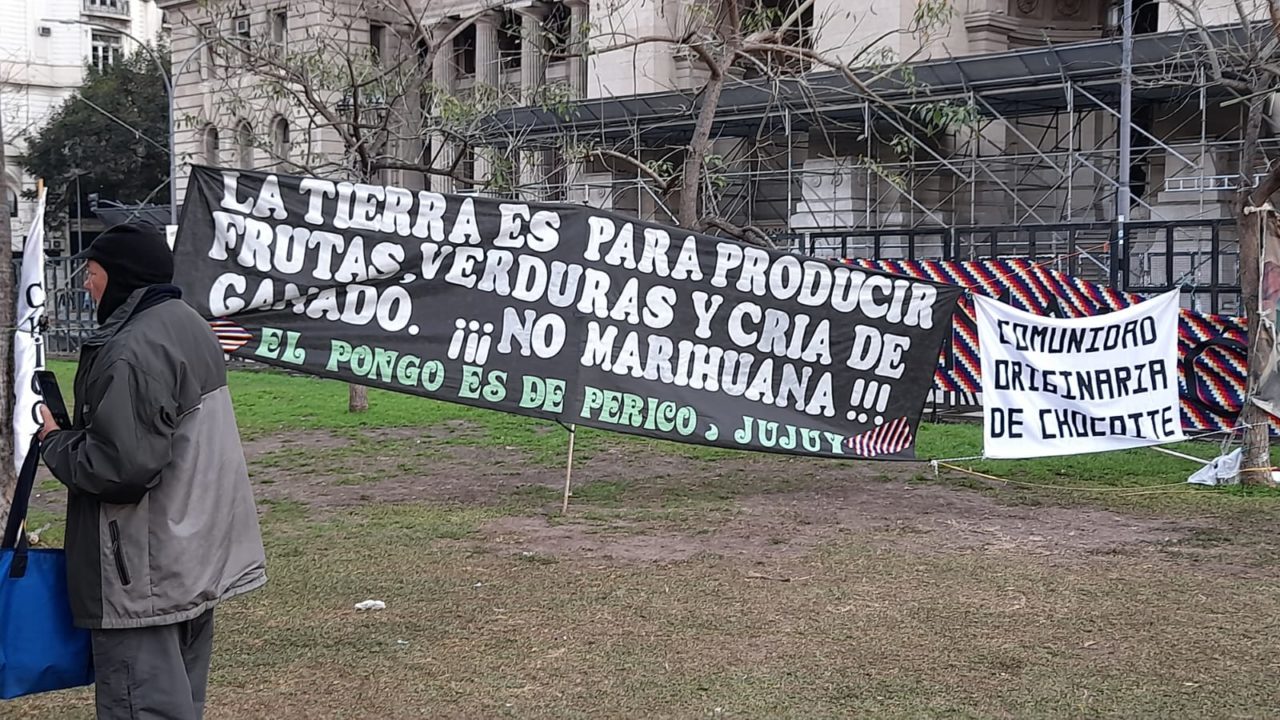 LA TIERRA ES PARA PRODUCIR
FRUTAS, VERDURAS Y CRIA DE
GANADO. ¡¡¡NO MARIHUANA!!!
EL PONGO ES DE PERICO, JUJUY
COMUNIDAD
ORIGINARIA
DE CHOCOITE